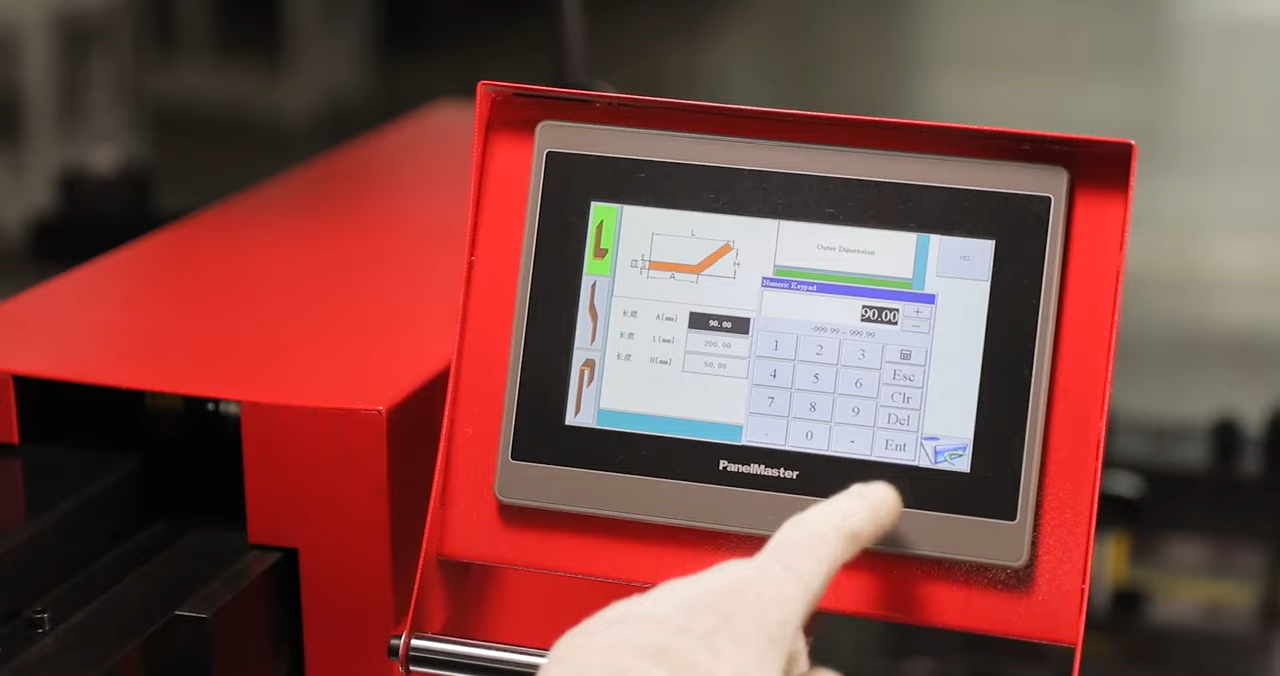 L
A
H
Outer Dimension
Numeric Keypad
90.00
+
-
-999.99 ~ 999.99
长度 A[mm] 90.00
长度 L[mm] 200.00
长度 H[mm] 50.00
1 2 3
4 5 6 Esc
7 8 9 Clr
Del
. 0 - Ent
PanelMaster